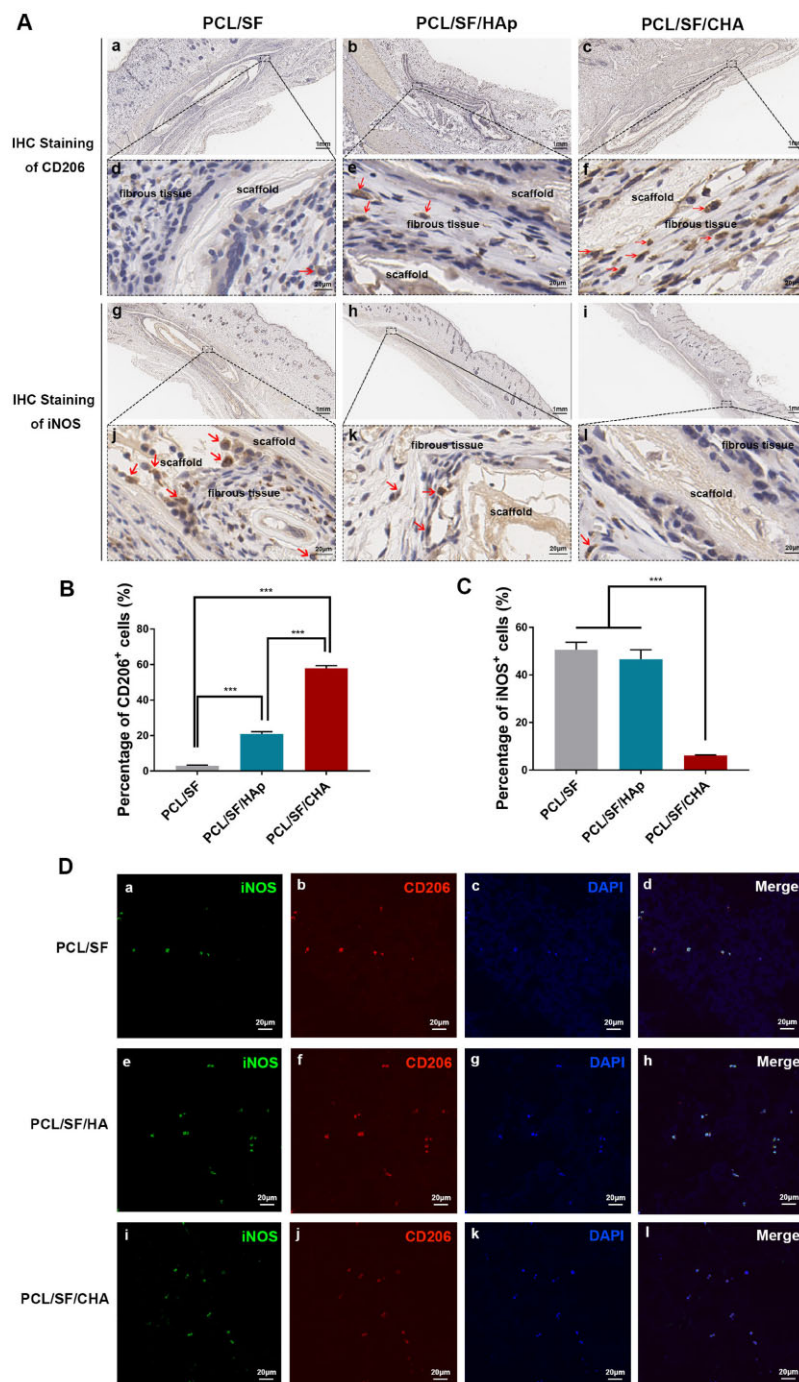 A
PCL/SF PCL/SF/HAp PCL/SF/CHA
a b c
1mm 1mm 1mm
IHC Staining
of CD206
d e f
fibrous tissue scaffold
fibrous tissue
scaffold
scaffold
fibrous tissue
20μm 20μm 20μm
g h i
1mm 1mm 1mm
IHC Staining
of iNOS
j k l
scaffold
scaffold
fibrous tissue
fibrous tissue
scaffold
fibrous tissue
scaffold
20μm 20μm 20μm
B
Percentage of CD206+ cells (%)
80
60
40
20
0
***
***
***
PCL/SF
PCL/SF/HAp
PCL/SF/CHA
C
Percentage of iNOS+ cells (%)
60
40
20
0
***
PCL/SF
PCL/SF/HAp
PCL/SF/CHA
D
PCL/SF
a iNOS b CD206 c DAPI d Merge
20μm 20μm 20μm 20μm
PCL/SF/HA
e iNOS f CD206 g DAPI h Merge
20μm 20μm 20μm 20μm
PCL/SF/CHA
i iNOS j CD206 k DAPI l Merge
20μm 20μm 20μm 20μm